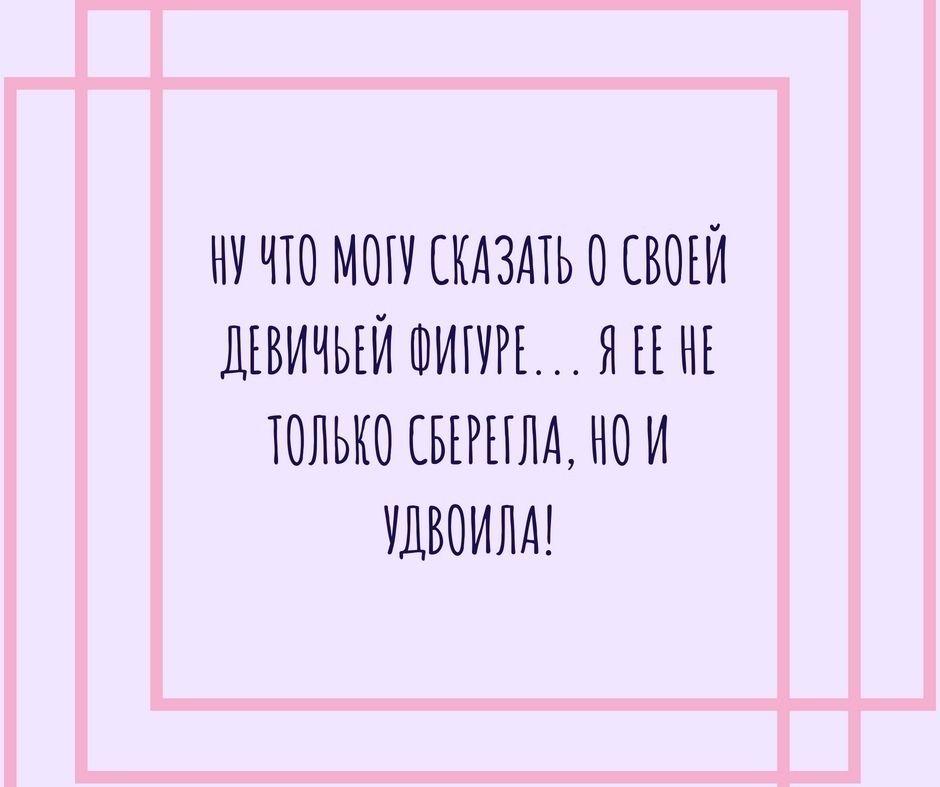 НУ ЧТО МОГУ СКАЗАТЬ О СВОЕЙ
ДЕВИЧЬЕЙ ФИГУРЕ... Я ЕЕ НЕ
ТОЛЬКО СБЕРЕГЛА, НО И
УДВОИЛА!